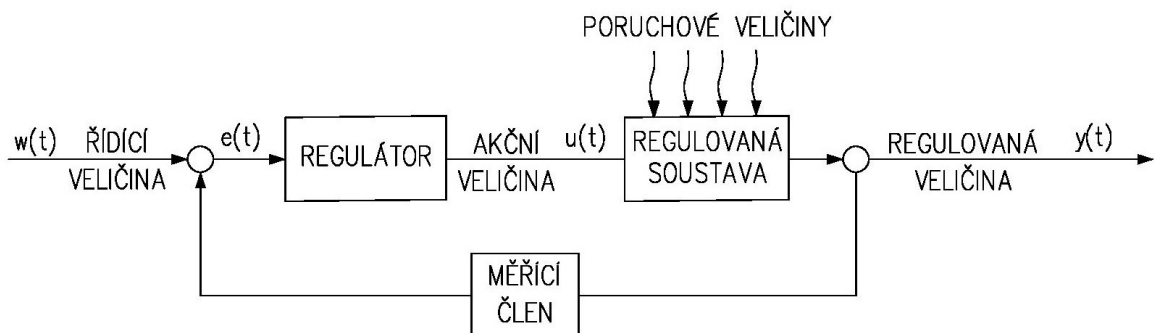 PORUCHOVÉ VELIČINY
w(t) ŘÍDÍCÍ
VELIČINA
e(t)
REGULÁTOR
AKČNÍ
VELIČINA
u(t)
REGULOVANÁ
SOUSTAVA
REGULOVANÁ
VELIČINA
y(t)
MĚŘÍCÍ
ČLEN